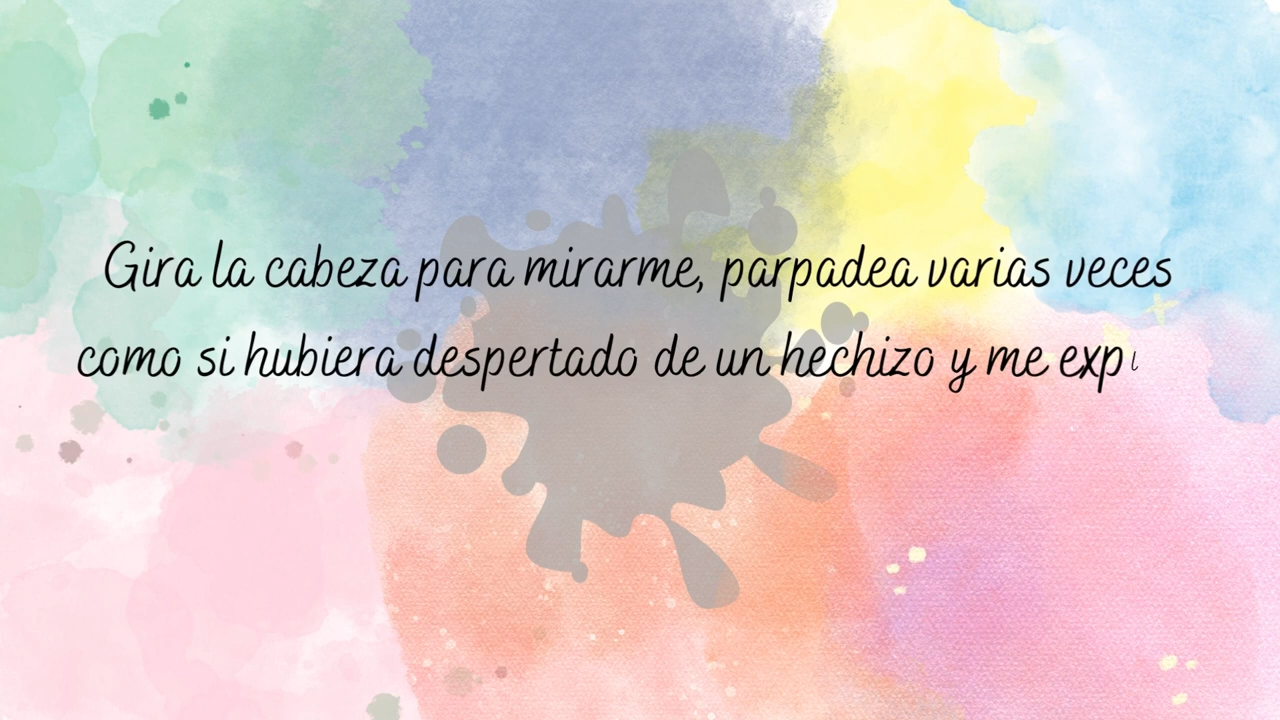 Gira la cabeza para mirarme, parpadea varias veces
como si hubiera despertado de un hechizo y me exp